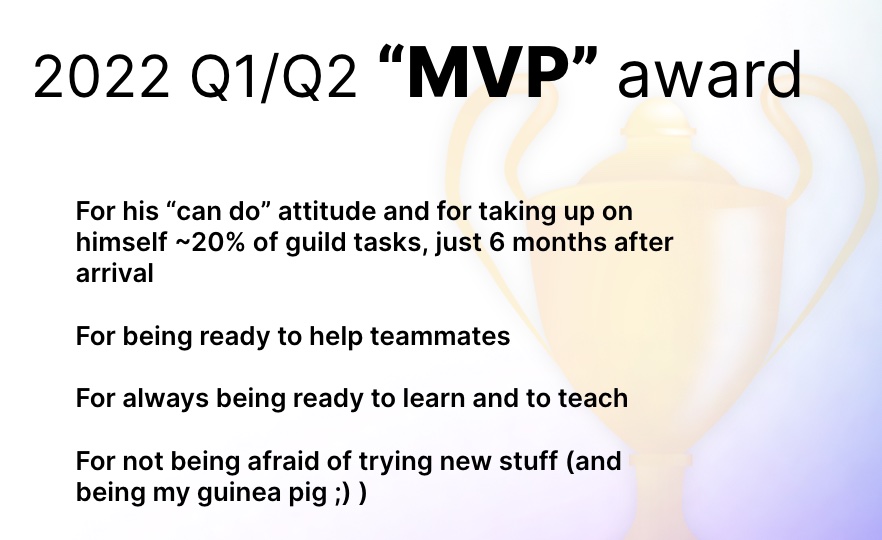 2022 Q1/Q2 “MVP” award
For his “can do” attitude and for taking up on
himself ~20% of guild tasks, just 6 months after
arrival
For being ready to help teammates
For always being ready to learn and to teach
For not being afraid of trying new stuff (and
being my guinea pig ;) )